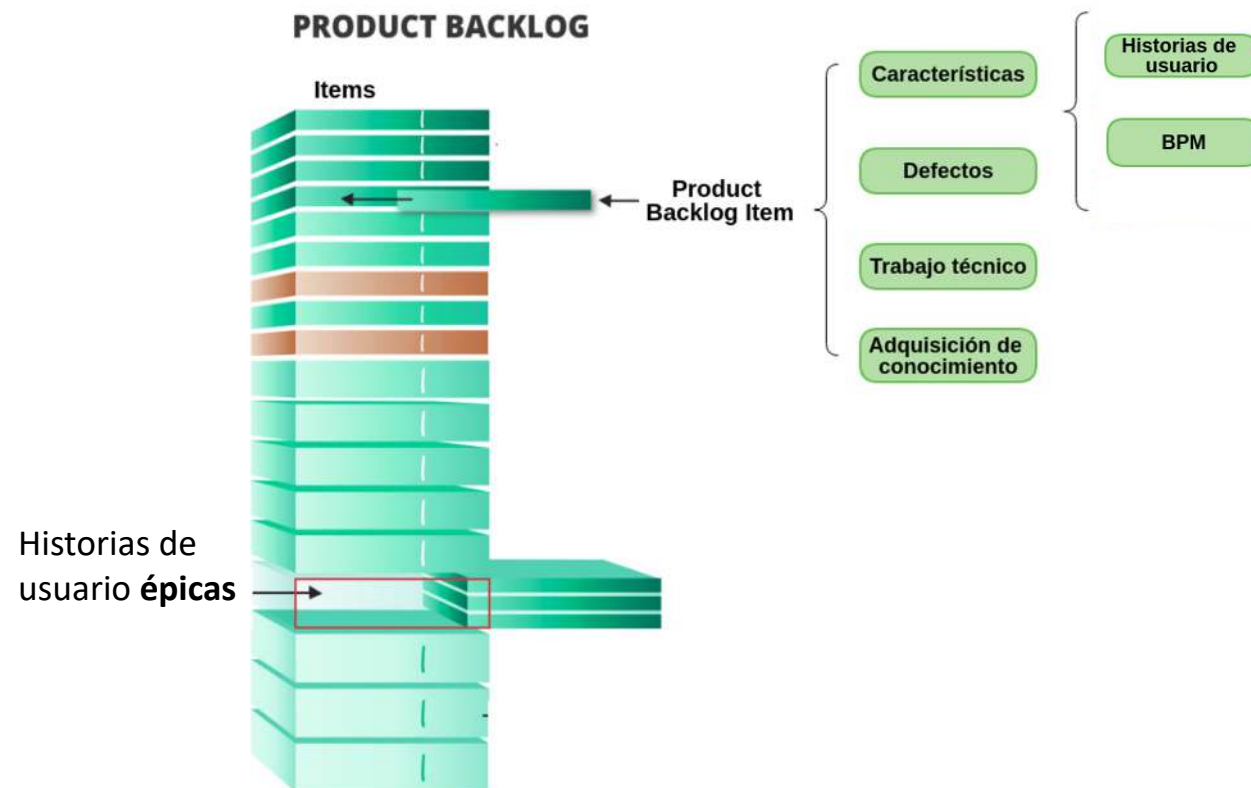 PRODUCT BACKLOG
Items
Product
Backlog Item
Características
Defectos
Trabajo técnico
Adquisición de
conocimiento
Historias de
usuario
BPM
Historias de
usuario épicas